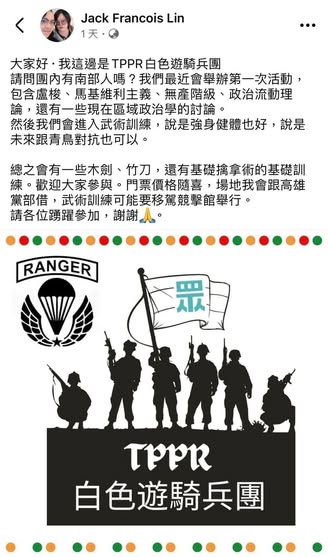 Jack Francois Lin
1天・
大家好・我這邊是TPPR白色遊騎兵團
請問團內有南部人嗎？我們最近會舉辦第一次活動，
包含盧梭、馬基維利主義、無產階級、政治流動理
論，還有一些現在區域政治學的討論。
然後我們會進入武術訓練，說是強身健體也好，說是
未來跟青鳥對抗也可以。
總之會有一些木劍、竹刀，還有基礎擒拿術的基礎訓
練。歡迎大家參與。門票價格隨喜，場地我會跟高雄
黨部借，武術訓練可能要移駕競擊館舉行。
請各位踴躍參加，謝謝🙏。
RANGER
眾
TPPR
白色遊騎兵團